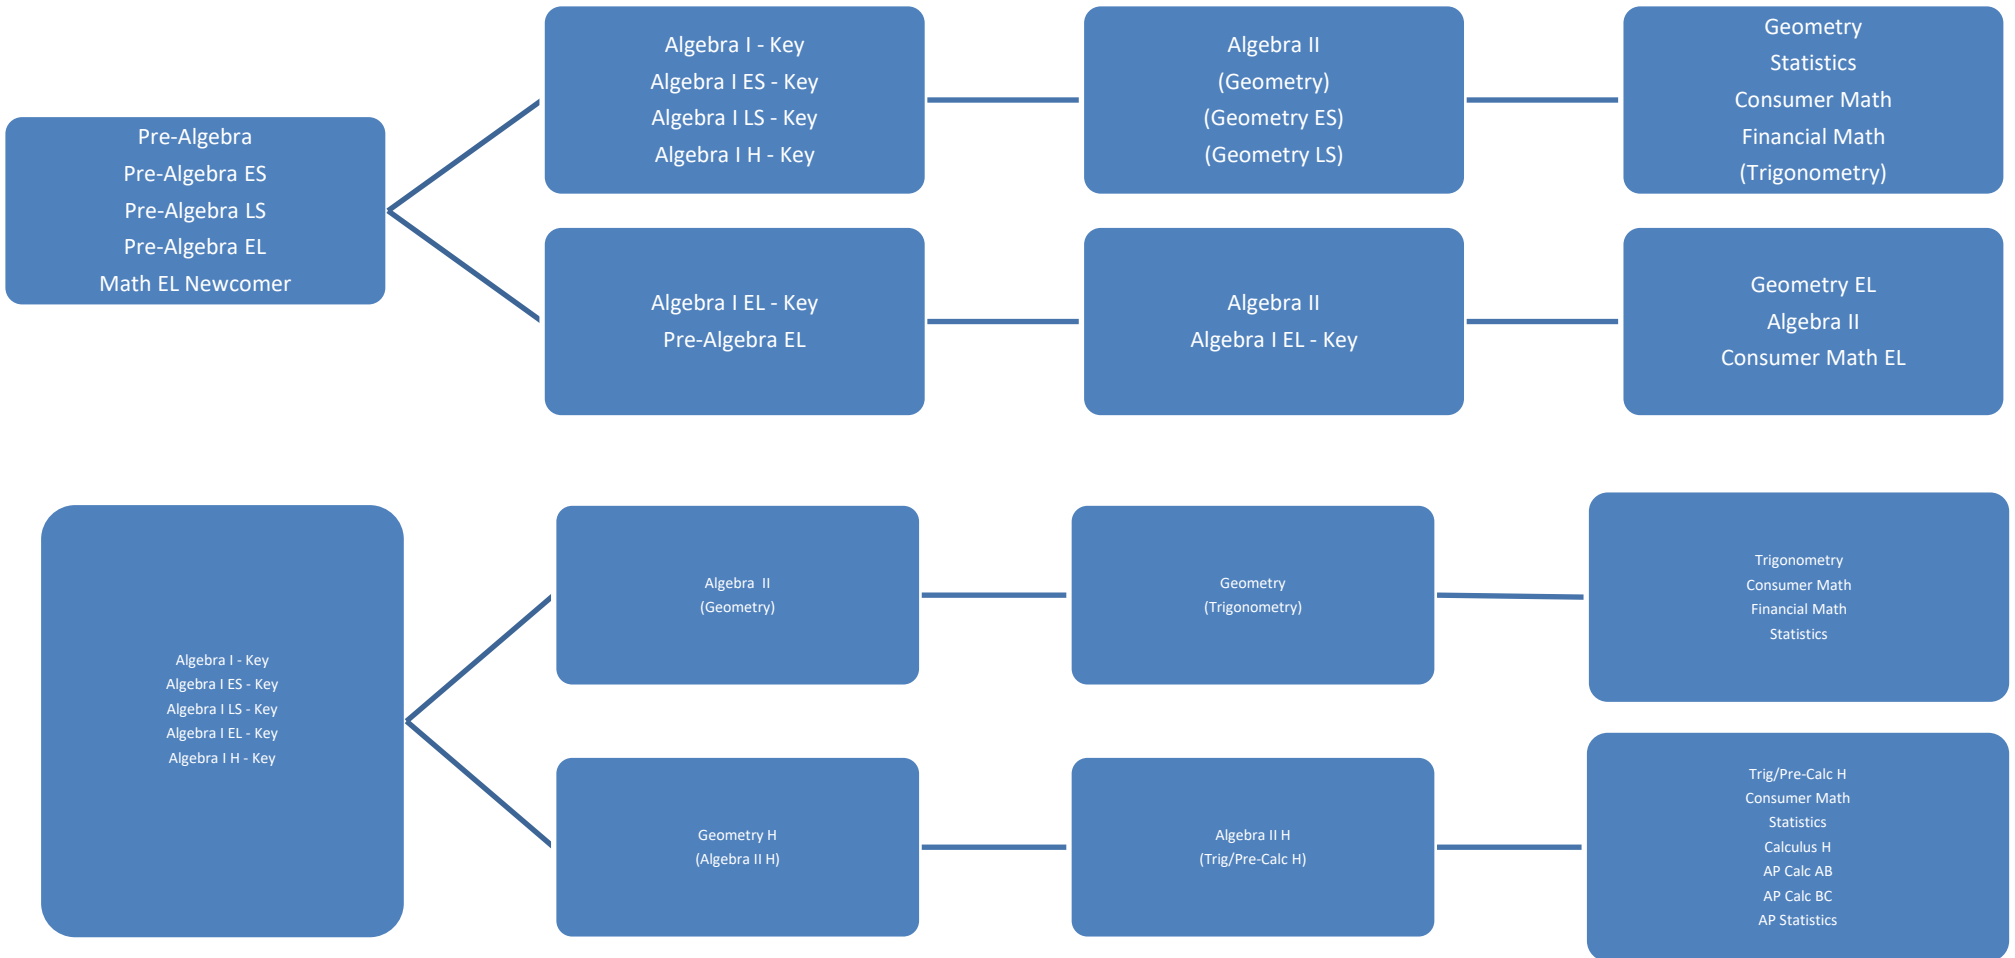 Pre-Algebra
Pre-Algebra ES
Pre-Algebra LS
Pre-Algebra EL
Math EL Newcomer
Algebra I - Key
Algebra I ES - Key
Algebra I LS - Key
Algebra I H - Key
Algebra II
(Geometry)
(Geometry ES)
(Geometry LS)
Geometry
Statistics
Consumer Math
Financial Math
(Trigonometry)
Algebra I EL - Key
Pre-Algebra EL
Algebra II
Algebra I EL - Key
Geometry EL
Algebra II
Consumer Math EL
Algebra I - Key
Algebra I ES - Key
Algebra I LS - Key
Algebra I EL - Key
Algebra I H - Key
Algebra II
(Geometry)
Geometry
(Trigonometry)
Trigonometry
Consumer Math
Financial Math
Statistics
Geometry H
(Algebra II H)
Algebra II H
(Trig/Pre-Calc H)
Trig/Pre-Calc H
Consumer Math
Statistics
Calculus H
AP Calc AB
AP Calc BC
AP Statistics